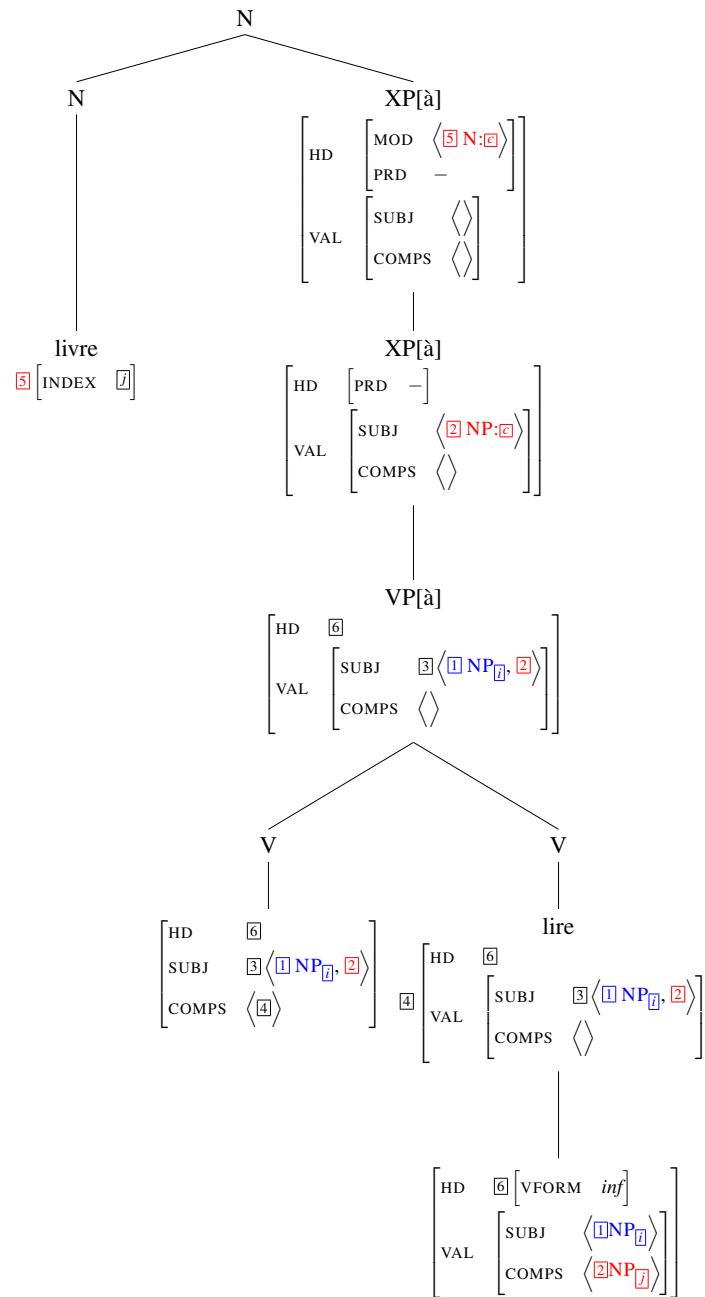 N
N XP[à]
HD MOD ⟨5 N:c⟩
PRD −
VAL SUBJ ⟨⟩
COMPS ⟨⟩
livre
5 [INDEX j]
XP[à]
HD [PRD −]
VAL SUBJ ⟨2 NP:c⟩
COMPS ⟨⟩
VP[à]
HD 6
VAL SUBJ 3⟨1 NPi, 2⟩
COMPS ⟨⟩
V V
HD 6
SUBJ 3⟨1 NPi, 2⟩
COMPS ⟨4⟩
lire
4 HD 6
VAL SUBJ 3⟨1 NPi, 2⟩
COMPS ⟨⟩
HD 6 [VFORM inf]
VAL SUBJ ⟨1NPi⟩
COMPS ⟨2NPj⟩